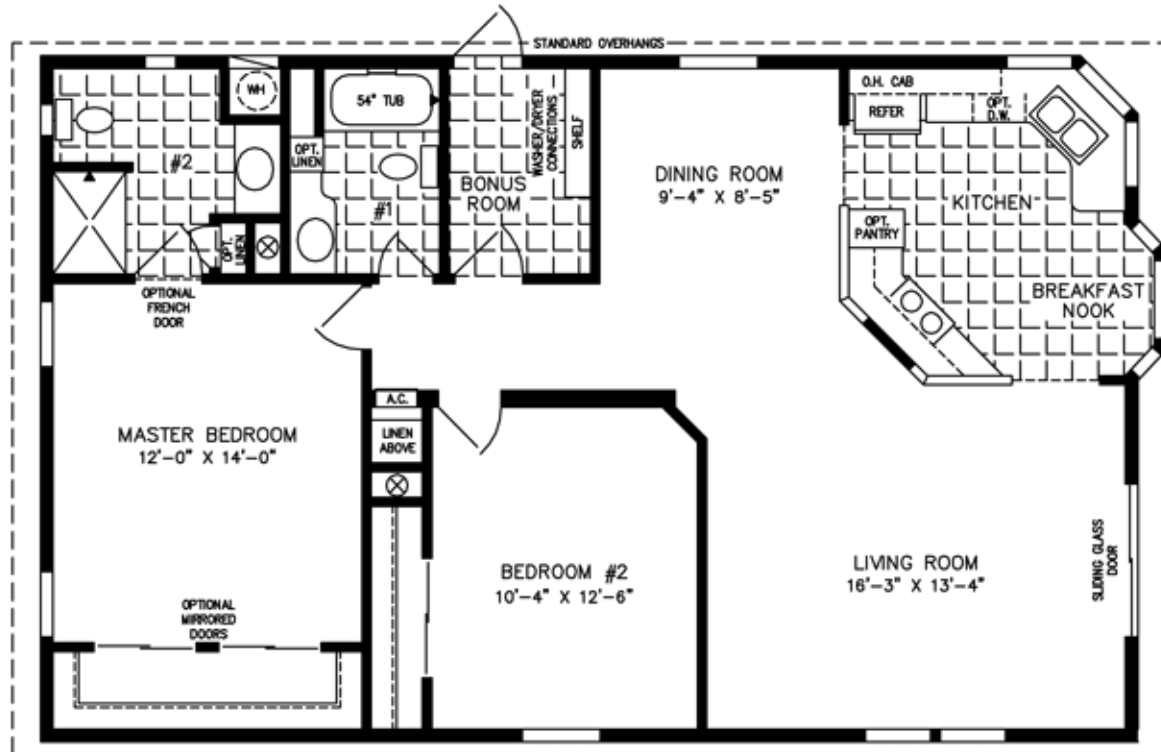 STANDARD OVERHANGS
WH
54" TUB
O.H. CAB
REFER
OPT.
D.W.
WASHER/DRYER
CONNECTIONS
SHELF
OPT.
LINEN
#2
#1
BONUS
ROOM
DINING ROOM
9'-4" X 8'-5"
KITCHEN
OPT.
PANTRY
OPT.
LINEN
BREAKFAST
NOOK
OPTIONAL
FRENCH
DOOR
A.C.
LINEN
ABOVE
MASTER BEDROOM
12'-0" X 14'-0"
BEDROOM #2
10'-4" X 12'-6"
LIVING ROOM
16'-3" X 13'-4"
SLIDING GLASS
DOOR
OPTIONAL
MIRRORED
DOORS